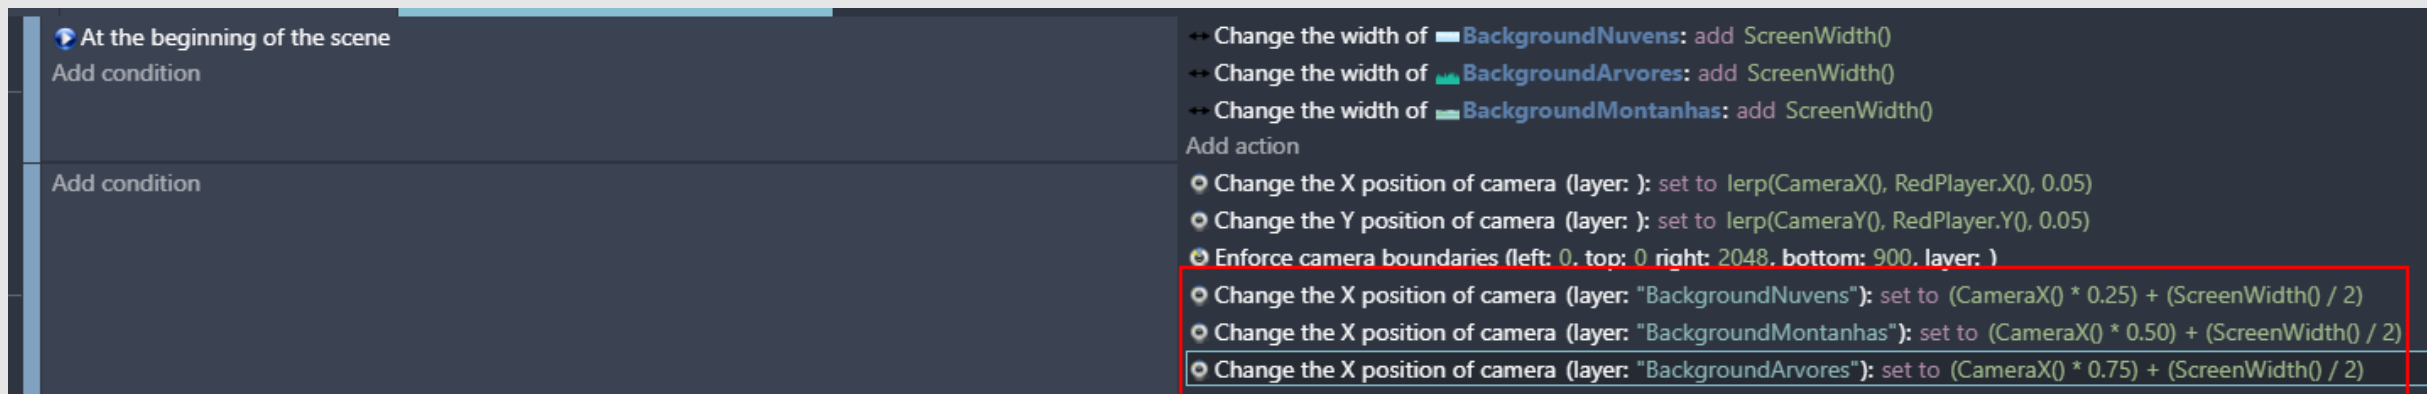 At the beginning of the scene
Add condition
Change the width of BackgroundNuvens: add ScreenWidth()
Change the width of BackgroundArvores: add ScreenWidth()
Change the width of BackgroundMontanhas: add ScreenWidth()
Add action
Add condition
Change the X position of camera (layer: ): set to lerp(CameraX(), RedPlayer.X(), 0.05)
Change the Y position of camera (layer: ): set to lerp(CameraY(), RedPlayer.Y(), 0.05)
Enforce camera boundaries (left: 0, top: 0 right: 2048, bottom: 900, layer: )
Change the X position of camera (layer: "BackgroundNuvens"): set to (CameraX() * 0.25) + (ScreenWidth() / 2)
Change the X position of camera (layer: "BackgroundMontanhas"): set to (CameraX() * 0.50) + (ScreenWidth() / 2)
Change the X position of camera (layer: "BackgroundArvores"): set to (CameraX() * 0.75) + (ScreenWidth() / 2)